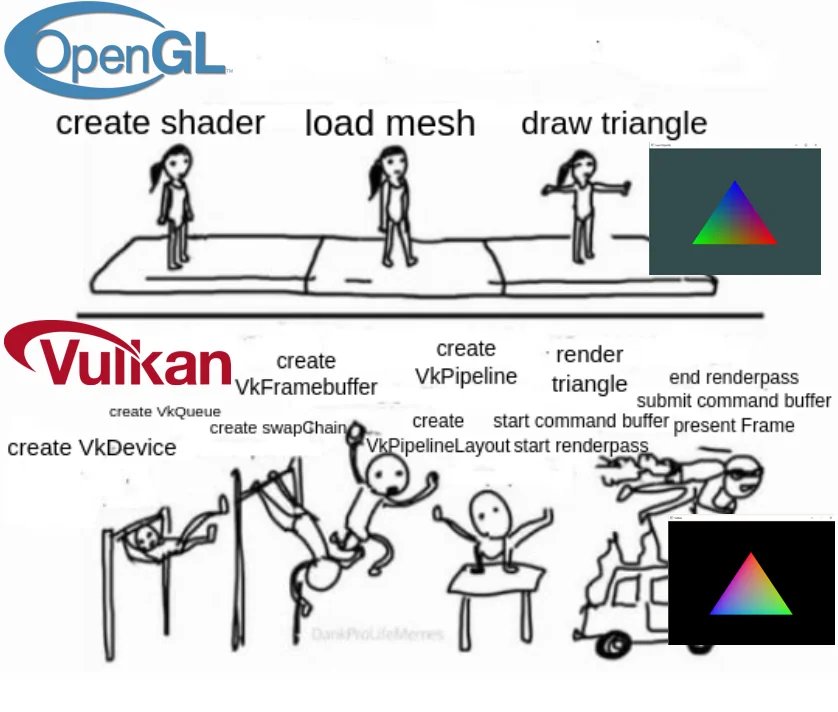 OpenGL™
create shader
load mesh
draw triangle
Vulkan
create
VkFramebuffer
create
VkPipeline
render
triangle
end renderpass
submit command buffer
present Frame
create VkQueue
create swapChain
create
VkPipelineLayout
start command buffer
start renderpass
create VkDevice
DankProLifeMemes